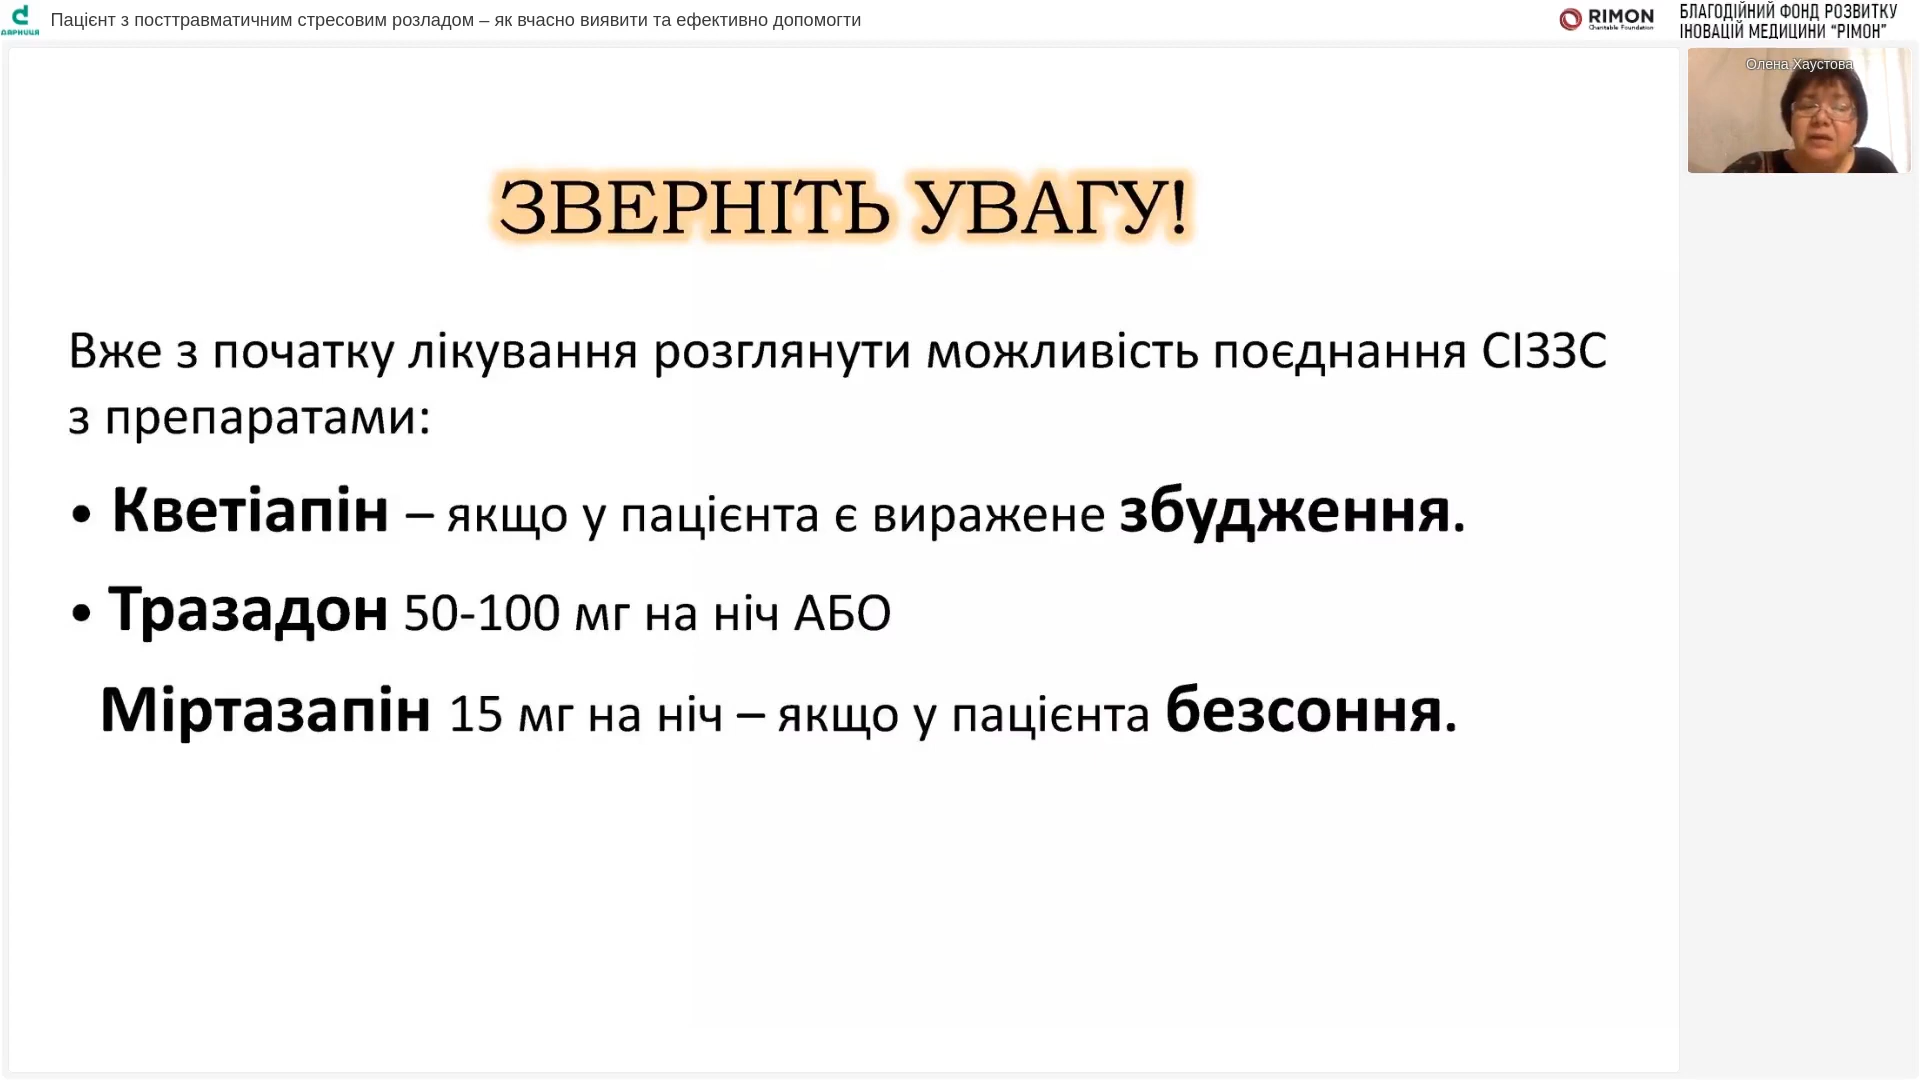 дарниця
Пацієнт з посттравматичним стресовим розладом – як вчасно виявити та ефективно допомогти
RIMON
Charitable Foundation
БЛАГОДІЙНИЙ ФОНД РОЗВИТКУ
ІНОВАЦІЙ МЕДИЦИНИ "РІМОН"
Олена Хаустова
ЗВЕРНІТЬ УВАГУ!
Вже з початку лікування розглянути можливість поєднання СІЗЗС
з препаратами:
• Кветіапін – якщо у пацієнта є виражене збудження.
• Тразадон 50-100 мг на ніч АБО
Міртазапін 15 мг на ніч – якщо у пацієнта безсоння.